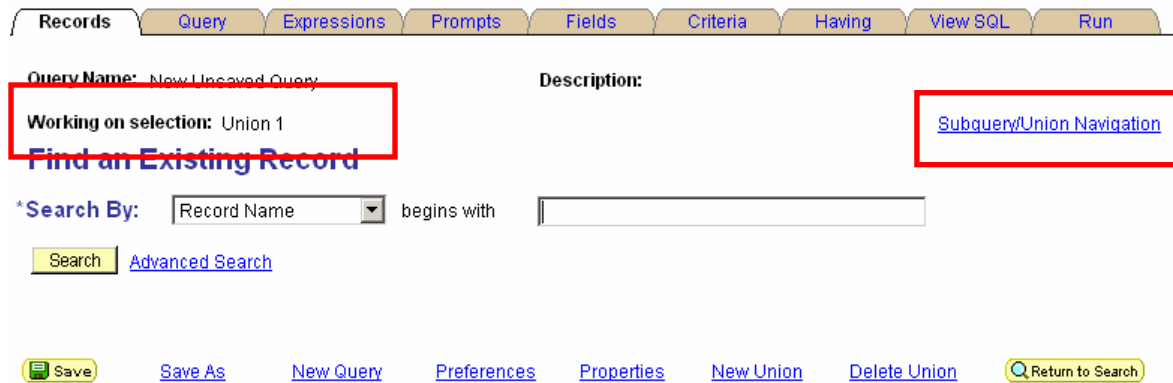 Records Query Expressions Prompts Fields Criteria Having View SQL Run
Query Name: New Unsaved Query Description:
Working on selection: Union 1 Subquery/Union Navigation
Find an Existing Record
*Search By: Record Name begins with
Search Advanced Search
Save Save As New Query Preferences Properties New Union Delete Union Return to Search